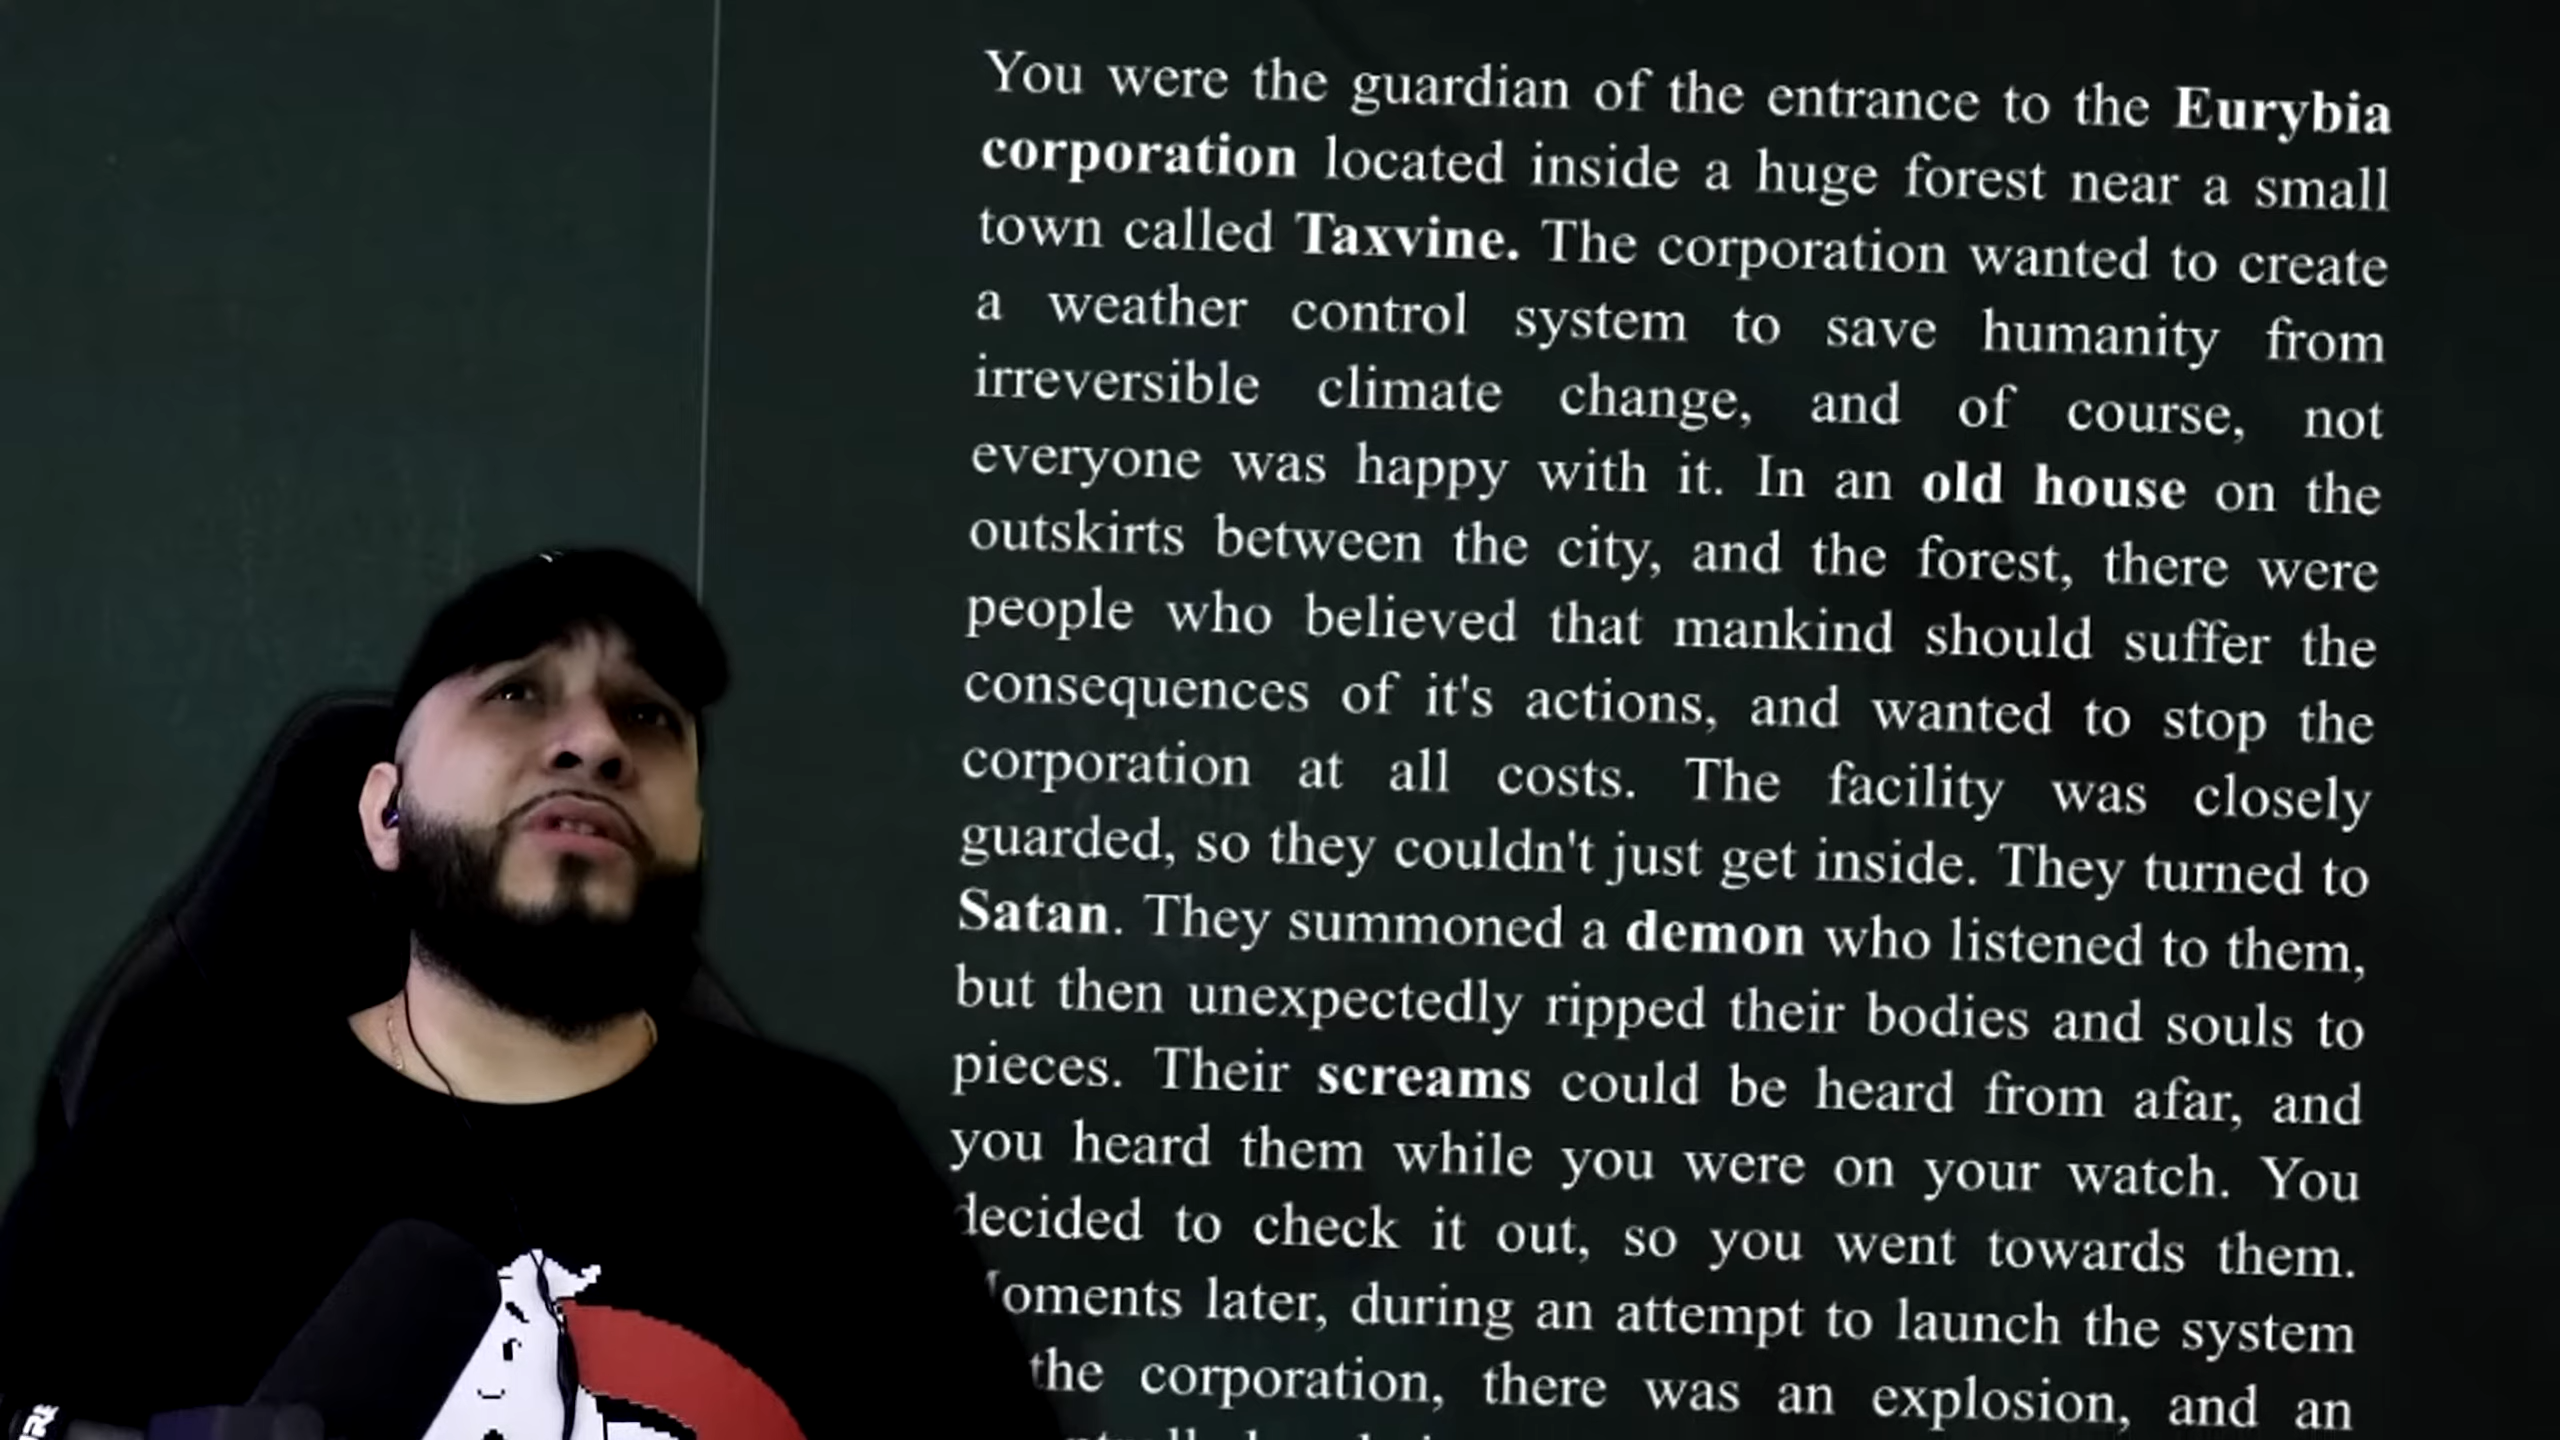 You were the guardian of the entrance to the Eurybia
corporation located inside a huge forest near a small
town called Taxvine. The corporation wanted to create
a weather control system to save humanity from
irreversible climate change, and of course, not
everyone was happy with it. In an old house on the
outskirts between the city, and the forest, there were
people who believed that mankind should suffer the
consequences of it's actions, and wanted to stop the
corporation at all costs. The facility was closely
guarded, so they couldn't just get inside. They turned to
Satan. They summoned a demon who listened to them,
but then unexpectedly ripped their bodies and souls to
pieces. Their screams could be heard from afar, and
you heard them while you were on your watch. You
decided to check it out, so you went towards them.
Moments later, during an attempt to launch the system
the corporation, there was an explosion, and an